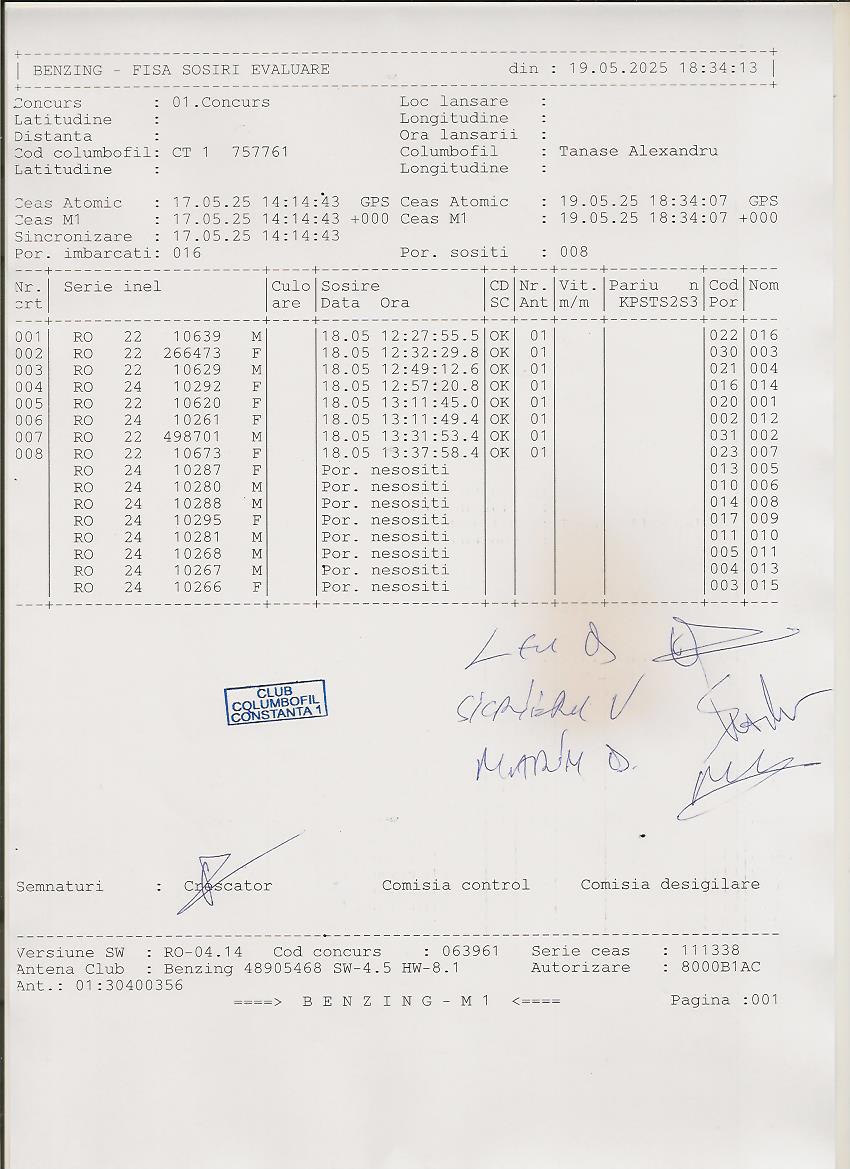 BENZING - FISA SOSIRI EVALUARE din : 19.05.2025 18:34:13
Concurs : 01.Concurs Loc lansare :
Latitudine : Longitudine :
Distanta : Ora lansarii :
Cod columbofil: CT 1 757761 Columbofil : Tanase Alexandru
Latitudine : Longitudine :
Ceas Atomic : 17.05.25 14:14:43 GPS Ceas Atomic : 19.05.25 18:34:07 GPS
Ceas M1 : 17.05.25 14:14:43 +000 Ceas M1 : 19.05.25 18:34:07 +000
Sincronizare : 17.05.25 14:14:43
Por. imbarcati: 016 Por. sositi : 008
Nr. Serie inel Culo Sosire CD Nr. Vit. Pariu n Cod Nom
crt are Data Ora SC Ant m/m KPSTS2S3 Por
001 RO 22 10639 M 18.05 12:27:55.5 OK 01 022 016
002 RO 22 266473 F 18.05 12:32:29.8 OK 01 030 003
003 RO 22 10629 M 18.05 12:49:12.6 OK 01 021 004
004 RO 24 10292 F 18.05 12:57:20.8 OK 01 016 014
005 RO 22 10620 F 18.05 13:11:45.0 OK 01 020 001
006 RO 24 10261 F 18.05 13:11:49.4 OK 01 002 012
007 RO 22 498701 M 18.05 13:31:53.4 OK 01 031 002
008 RO 22 10673 F 18.05 13:37:58.4 OK 01 023 007
RO 24 10287 F Por. nesositi 013 005
RO 24 10280 M Por. nesositi 010 006
RO 24 10288 M Por. nesositi 014 008
RO 24 10295 F Por. nesositi 017 009
RO 24 10281 M Por. nesositi 011 010
RO 24 10268 M Por. nesositi 005 011
RO 24 10267 M Por. nesositi 004 013
RO 24 10266 F Por. nesositi 003 015
LEU D
CLUB
COLUMBOFIL
CONSTANTA 1
MARIN D.
Semnaturi : Crescator Comisia control Comisia desigilare
Versiune SW : RO-04.14 Cod concurs : 063961 Serie ceas : 111338
Antena Club : Benzing 48905468 SW-4.5 HW-8.1 Autorizare : 8000B1AC
Ant.: 01:30400356
====> B E N Z I N G - M 1 <==== Pagina :001